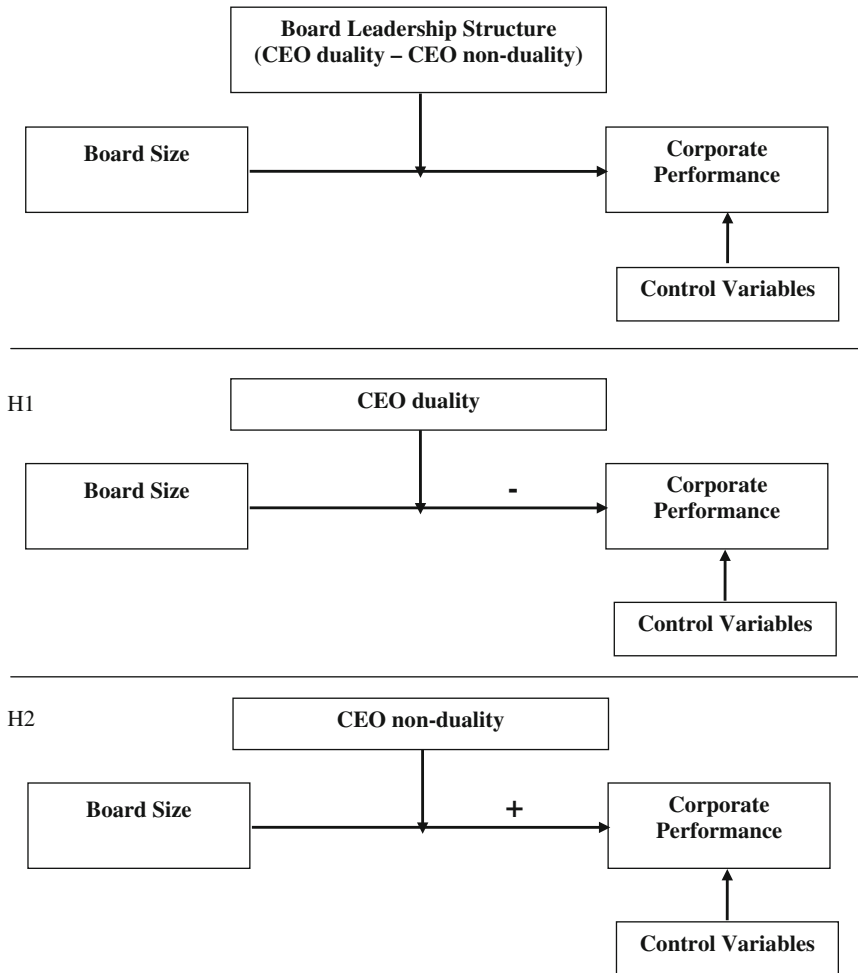 Board Leadership Structure
(CEO duality – CEO non-duality)
Board Size
Corporate
Performance
Control Variables
H1
CEO duality
Board Size
-
Corporate
Performance
Control Variables
H2
CEO non-duality
Board Size
+
Corporate
Performance
Control Variables